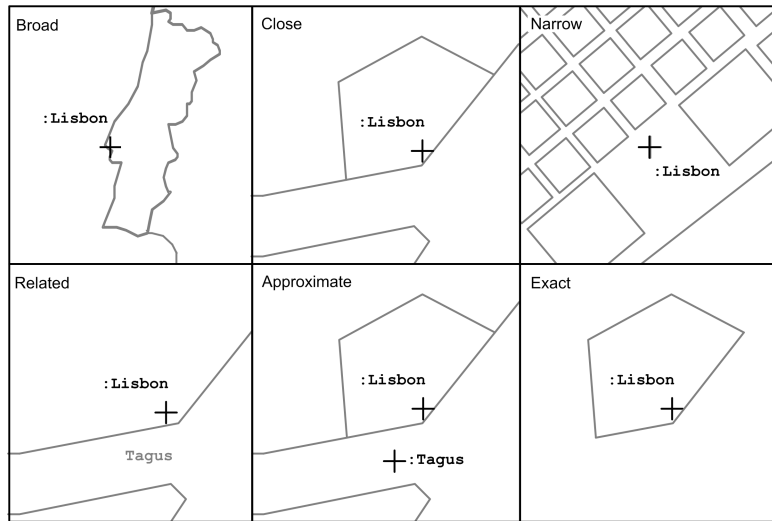 Broad
Close
Narrow
:Lisbon
:Lisbon
:Lisbon
Related
Approximate
Exact
:Lisbon
:Lisbon
:Lisbon
Tagus
:Tagus